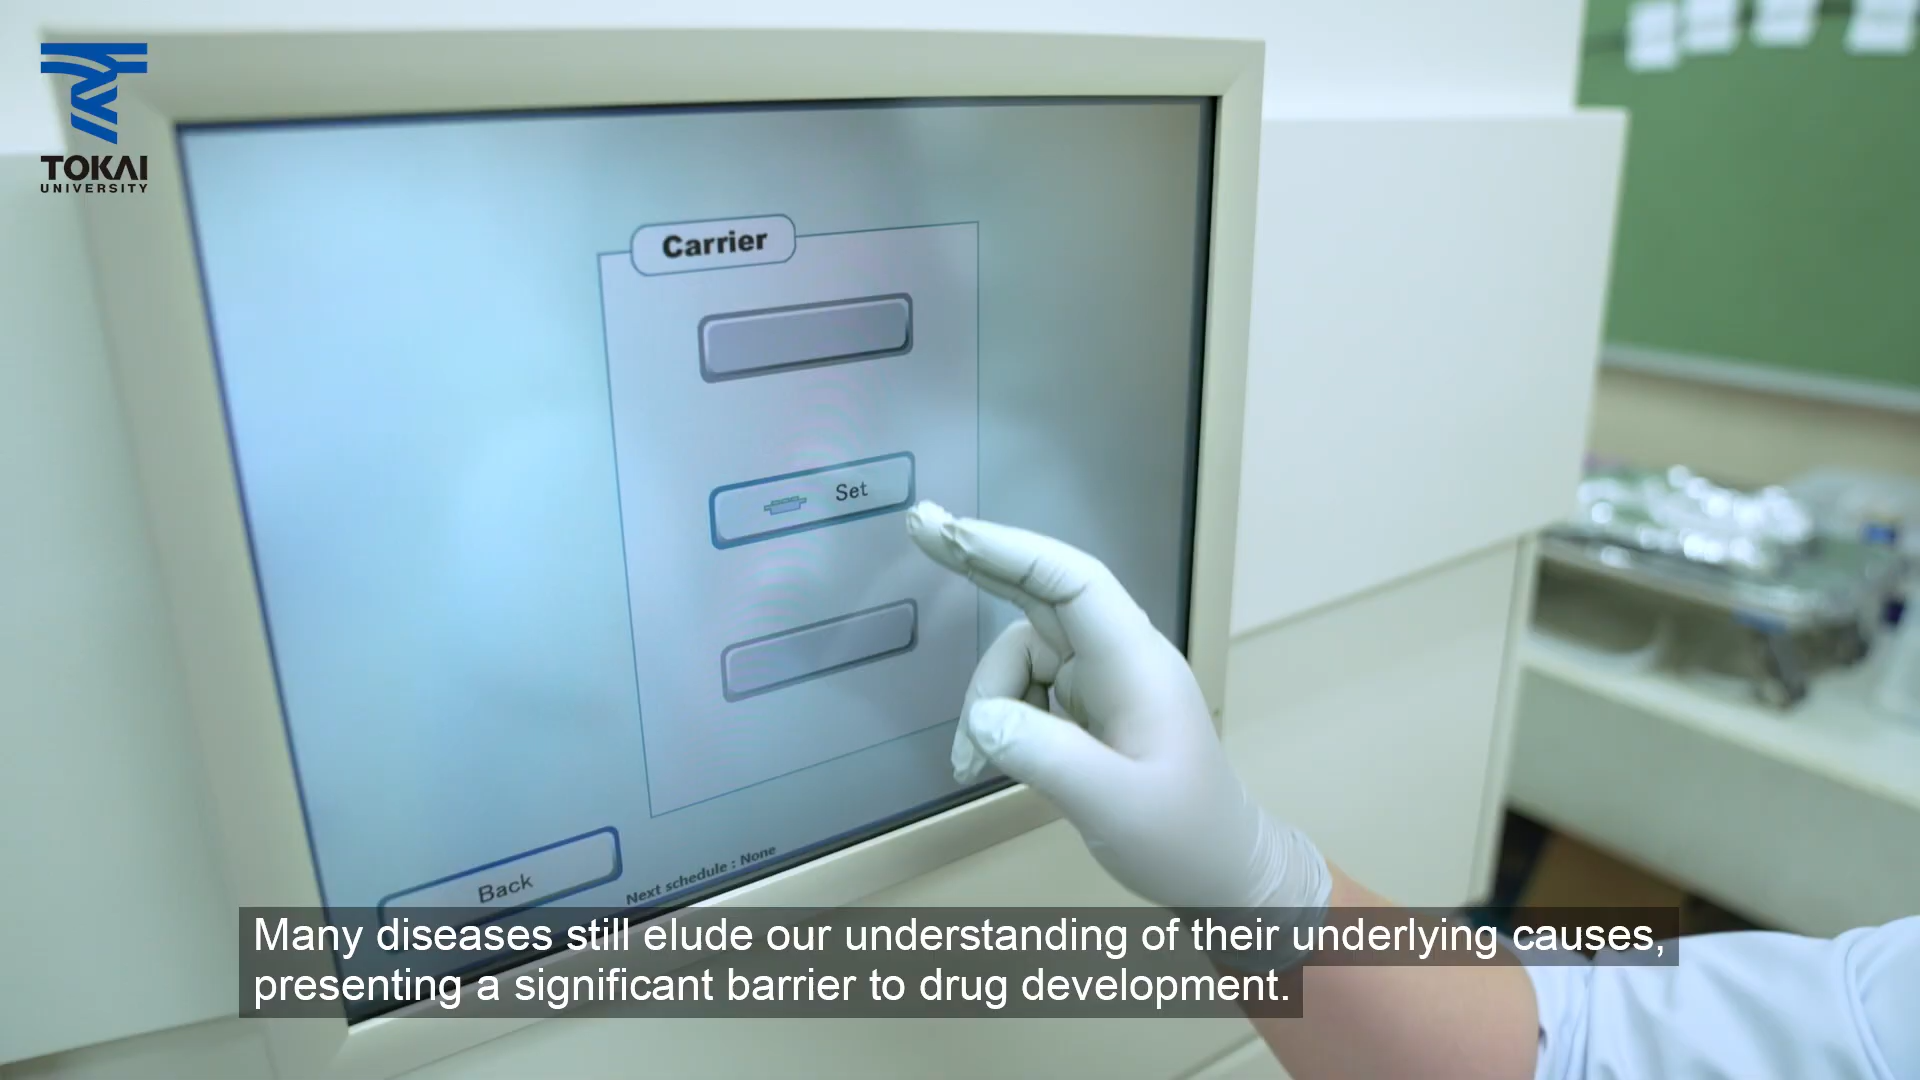 TOKAI
UNIVERSITY
Carrier
Set
Back
Next schedule : None
Many diseases still elude our understanding of their underlying causes,
presenting a significant barrier to drug development.